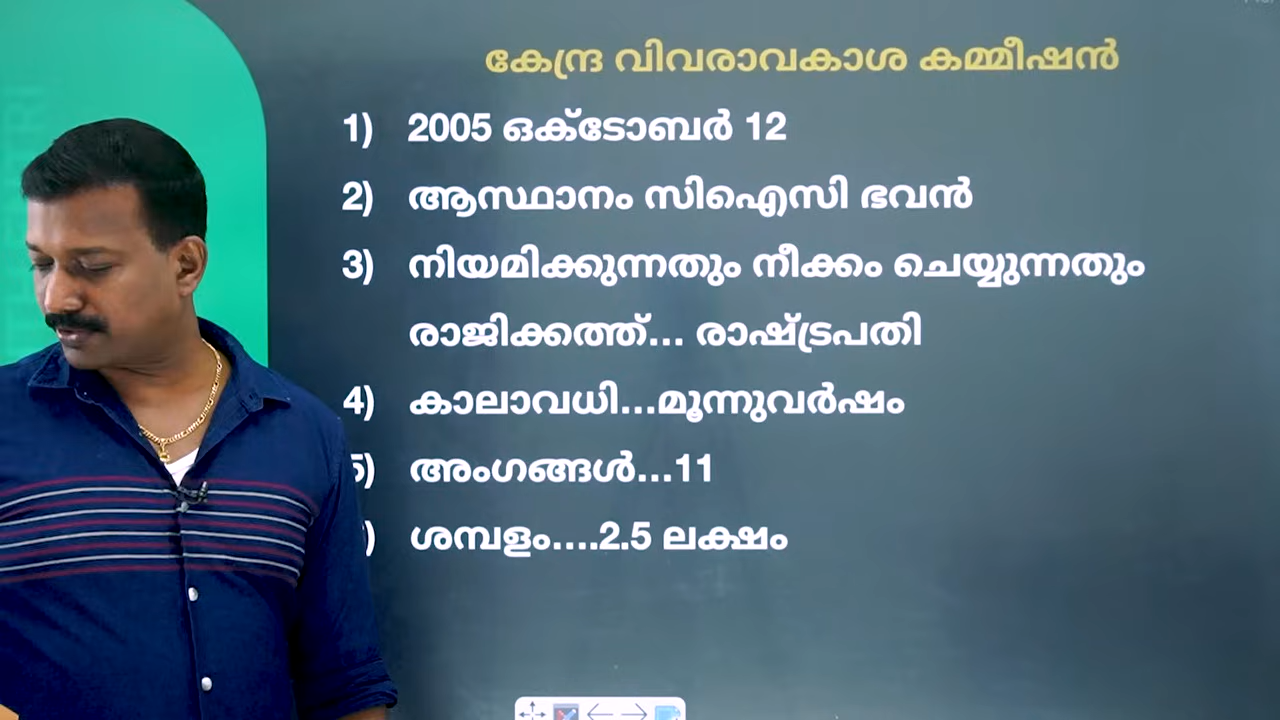 കേന്ദ്ര വിവരാവകാശ കമ്മീഷൻ
1) 2005 ഒക്ടോബർ 12
2) ആസ്ഥാനം സിഐസി ഭവൻ
3) നിയമിക്കുന്നതും നീക്കം ചെയ്യുന്നതും
രാജിക്കത്ത്... രാഷ്ട്രപതി
4) കാലാവധി...മൂന്നുവർഷം
5) അംഗങ്ങൾ...11
) ശമ്പളം....2.5 ലക്ഷം